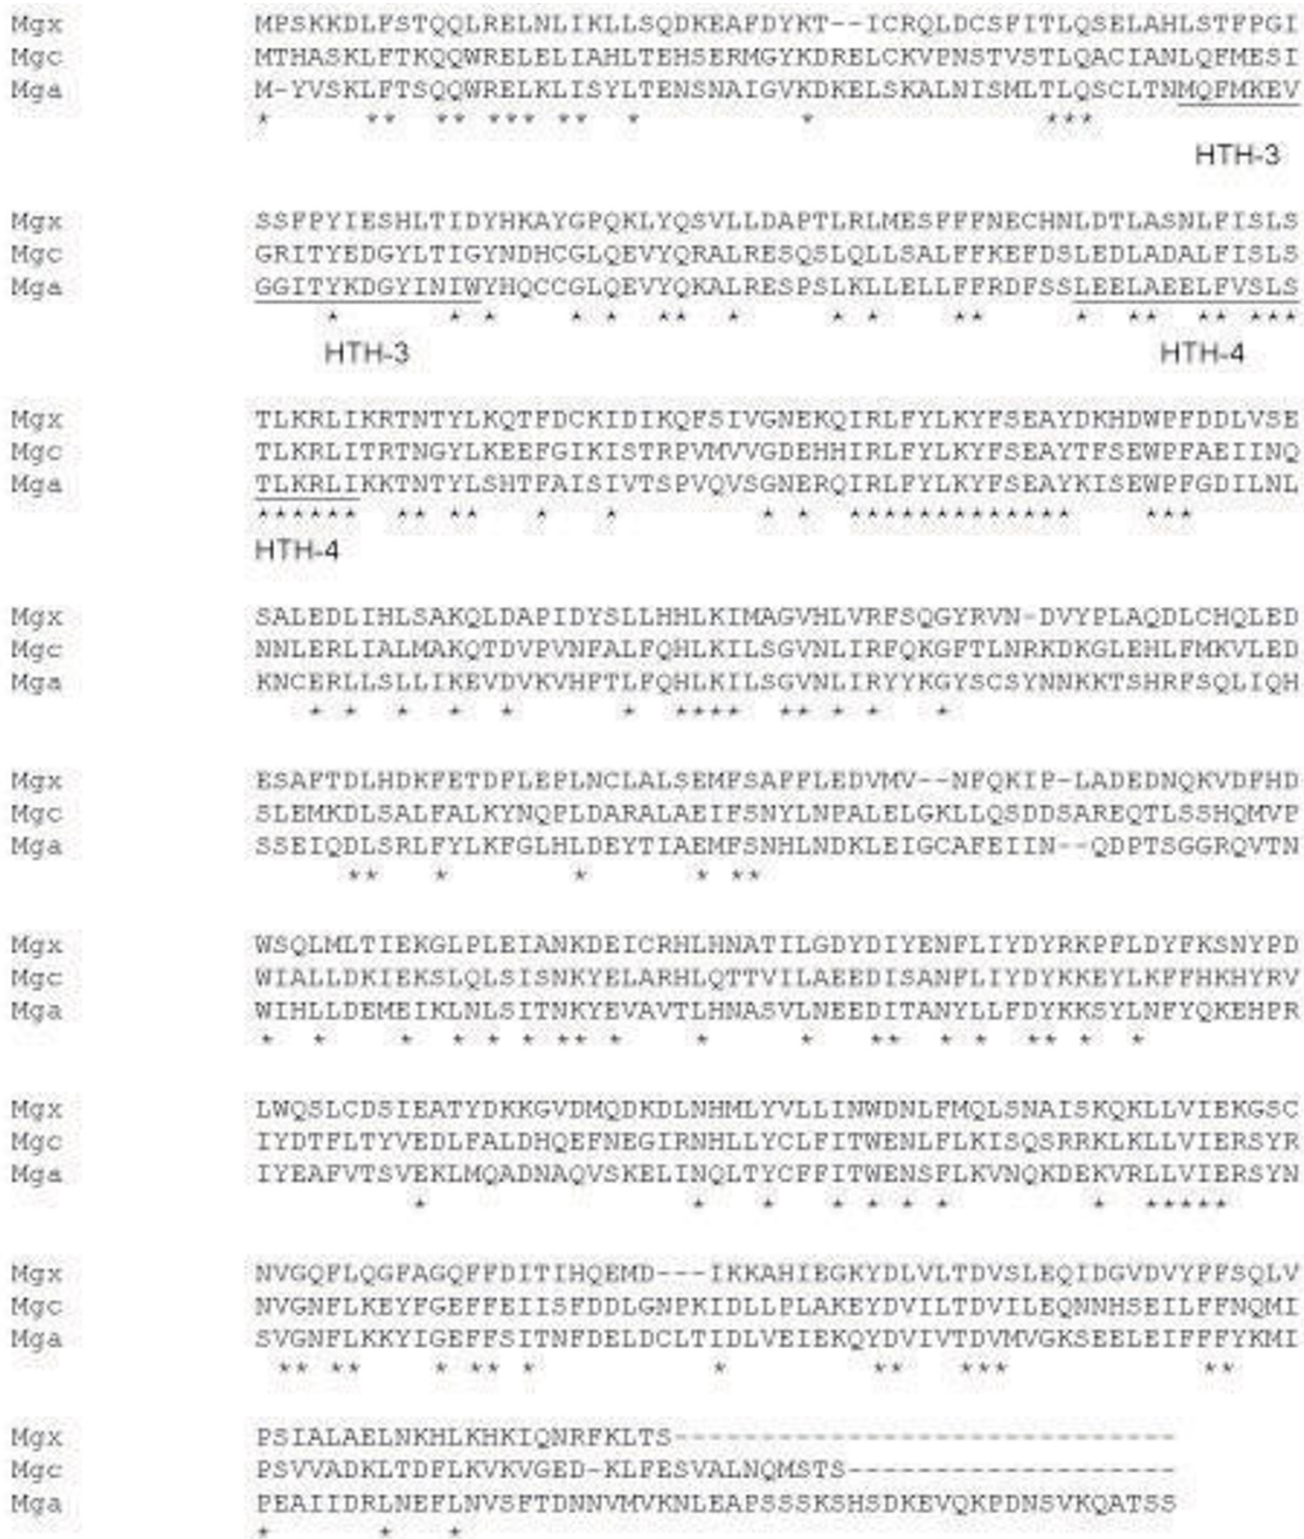 Mgx MPSKKDLFSTQQLRELNLIKLLSQDKEAFDYKT--ICRQLDCSFITLQSELAHLSTFPGI
Mgc MTHASKLFTKQQWRELELIAHLTEHSERMGYKDRELCKVPNSTVSTLQACIANLQFMESI
Mga M-YVSKLFTSQQWRELKLISYLTENSNAIGVKDKELSKALNISMLTLQSCLTNMQFMKEV
* ** ** *** ** * * ***
HTH-3
Mgx SSFPYIESHLTIDYHKAYGPQKLYQSVLLDAPTLRLMESFFFNECHNLDTLASNLFISLS
Mgc GRITYEDGYLTIGYNDHCGLQEVYQRALRESQSLQLLSALFFKEFDSLEDLADALFISLS
Mga GGITYKDGYINIWYHQCCGLQEVYQKALRESPSLKLLELLFFRDFSSLEELAEELFVSLS
* * * * * ** * * * ** * ** ** ***
HTH-3 HTH-4
Mgx TLKRLIKRTNTYLKQTFDCKIDIKQFSIVGNEKQIRLFYLKYFSEAYDKHDWPFDDLVSE
Mgc TLKRLITRTNGYLKEEFGIKISTRPVMVVGDEHHIRLFYLKYFSEAYTFSEWPFAEIINQ
Mga TLKRLIKKTNTYLSHTFAISIVTSPVQVSGNERQIRLFYLKYFSEAYKISEWPFGDILNL
****** ** ** * * * * ************* ***
HTH-4
Mgx SALEDLIHLSAKQLDAPIDYSLLHHLKIMAGVHLVRFSQGYRVN-DVYPLAQDLCHQLED
Mgc NNLERLIALMAKQTDVPVNFALFQHLKILSGVNLIRFQKGFTLNRKDKGLEHLFMKVLED
Mga KNCERLLSLLIKEVDVKVHFTLFQHLKILSGVNLIRYYKGYSCSYNNKKTSHRFSQLIQH
* * * * * * **** ** * * *
Mgx ESAFTDLHDKFETDFLEPLNCLALSEMFSAFFLEDVMV--NFQKIP-LADEDNQKVDFHD
Mgc SLEMKDLSALFALKYNQPLDARALAEIFSNYLNPALELGKLLQSDDSAREQTLSSHQMVP
Mga SSEIQDLSRLFYLKFGLHLDEYTIAEMFSNHLNDKLEIGCAFEIIN--QDPTSGGRQVTN
** * * * **
Mgx WSQLMLTIEKGLPLEIANKDEICRHLHNATILGDYDIYENFLIYDYRKPFLDYFKSNYPD
Mgc WIALLDKIEKSLQLSISNKYELARHLQTTVILAEEDISANFLIYDYKKEYLKFFHKHYRV
Mga WIHLLDEMEIKLNLSITNKYEVAVTLHNASVLNEEDITANYLLFDYKKSYLNFYQKEHPR
* * * * * * ** * * * ** * * ** * *
Mgx LWQSLCDSIEATYDKKGVDMQDKDLNHMLYVLLINWDNLFMQLSNAISKQKLLVIEKGSC
Mgc IYDTFLTYVEDLFALDHQEFNEGIRNHLLYCLFITWENLFLKISQSRRKLKLLVIERSYR
Mga IYEAFVTSVEKLMQADNAQVSKELINQLTYCFFITWENSFLKVNQKDEKVRLLVIERSYN
* * * * * * * * *****
Mgx NVGQFLQGFAGQFFDITIHQEMD---IKKAHIEGKYDLVLTDVSLEQIDGVDVYFFSQLV
Mgc NVGNFLKEYFGEFFEIISFDDLGNPKIDLLPLAKEYDVILTDVILEQNNHSEILFFNQMI
Mga SVGNFLKKYIGEFFSITNFDELDCLTIDLVEIEKQYDVIVTDVMVGKSEELEIFFFYKMI
** ** * ** * * ** *** **
Mgx PSIALAELNKHLKHKIQNRFKLTS-----------------------------
Mgc PSVVADKLTDFLKVKVGED-KLFESVALNQMSTS-------------------
Mga PEAIIDRLNEFLNVSFTDNNVMVKNLEAPSSSKSHSDKEVQKPDNSVKQATSS
* * *